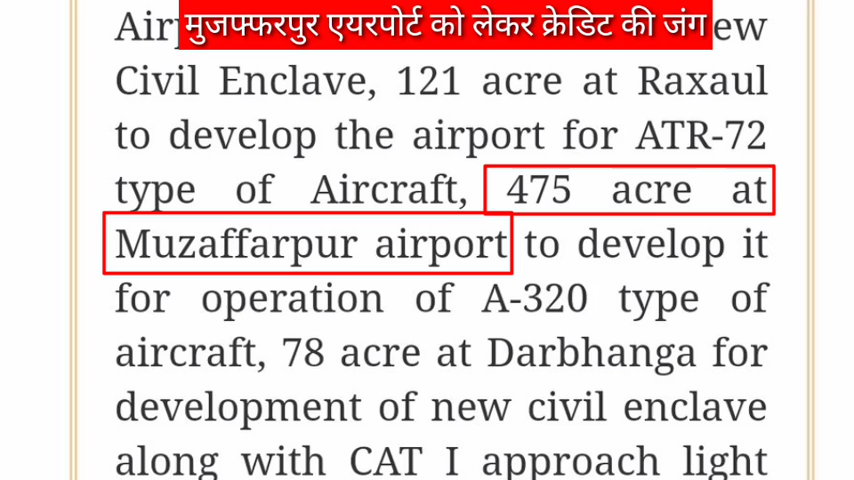 मुजफ्फरपुर एयरपोर्ट को लेकर क्रेडिट की जंग
Civil Enclave, 121 acre at Raxaul
to develop the airport for ATR-72
type of Aircraft, 475 acre at
Muzaffarpur airport to develop it
for operation of A-320 type of
aircraft, 78 acre at Darbhanga for
development of new civil enclave
along with CAT I approach light